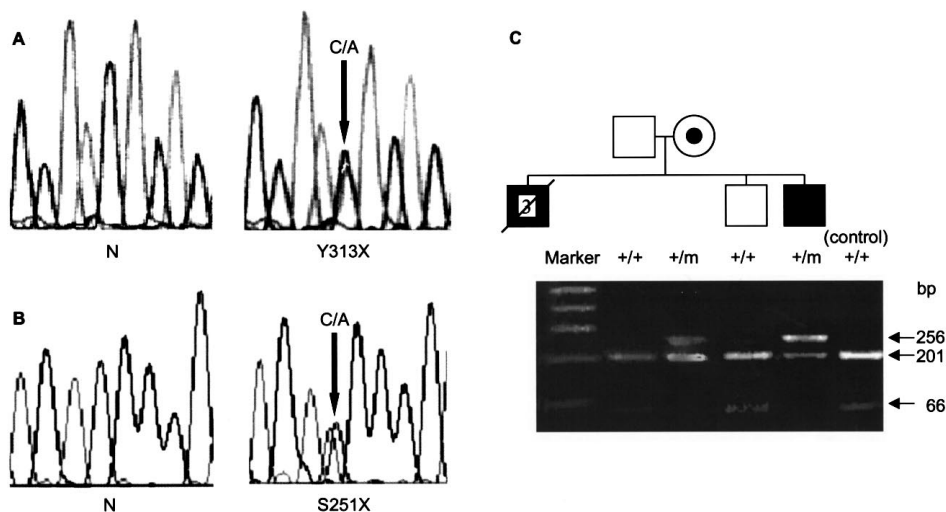 A
C/A
N
Y313X
B
C/A
N
S251X
C
3
(control)
Marker +/+ +/m +/+ +/m +/+
bp
256
201
66